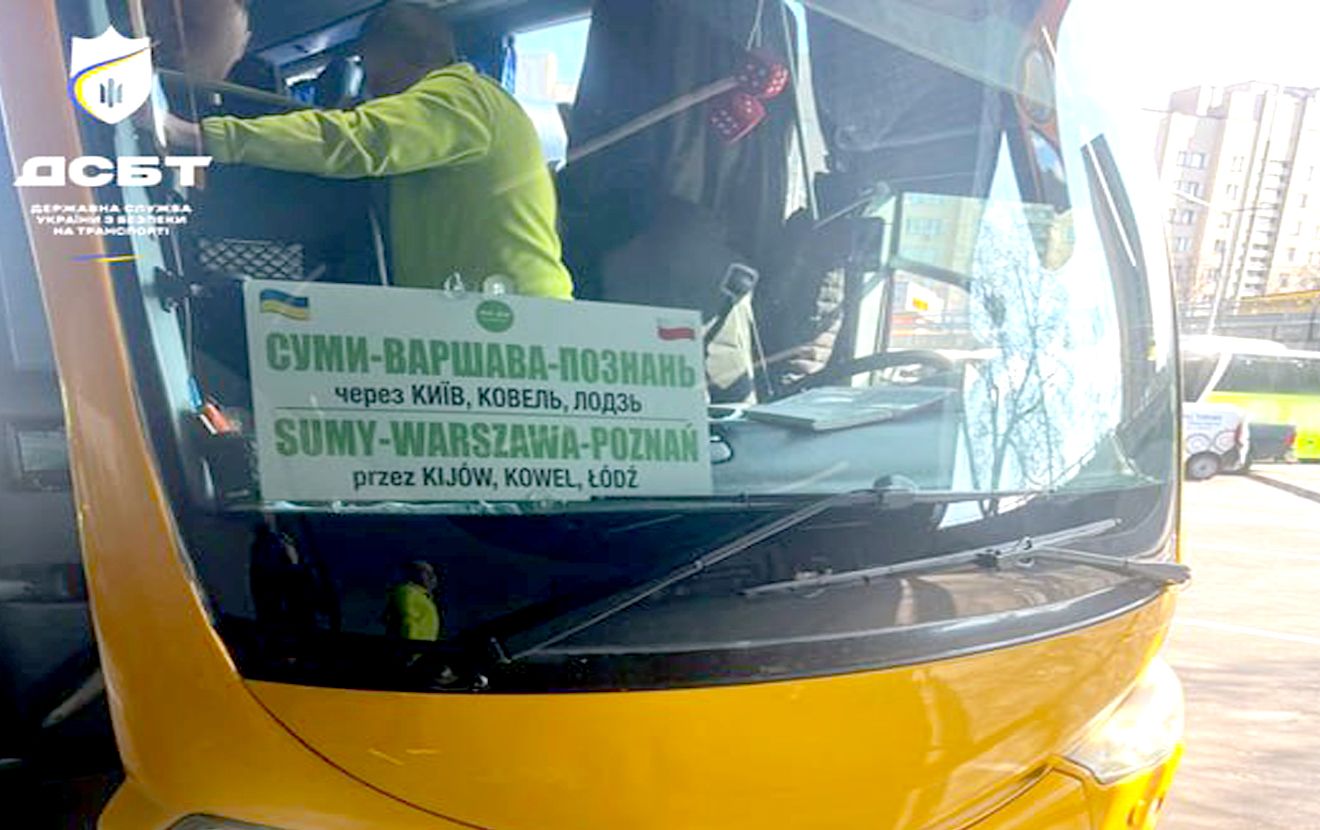 ДСБТ
ДЕРЖАВНА СЛУЖБА
УКРАЇНИ З БЕЗПЕКИ
НА ТРАНСПОРТІ
СУМИ-ВАРШАВА-ПОЗНАНЬ
через КИЇВ, КОВЕЛЬ, ЛОДЗЬ
SUMY-WARSZAWA-POZNAŃ
przez KIJÓW, KOWEL, ŁÓDŹ